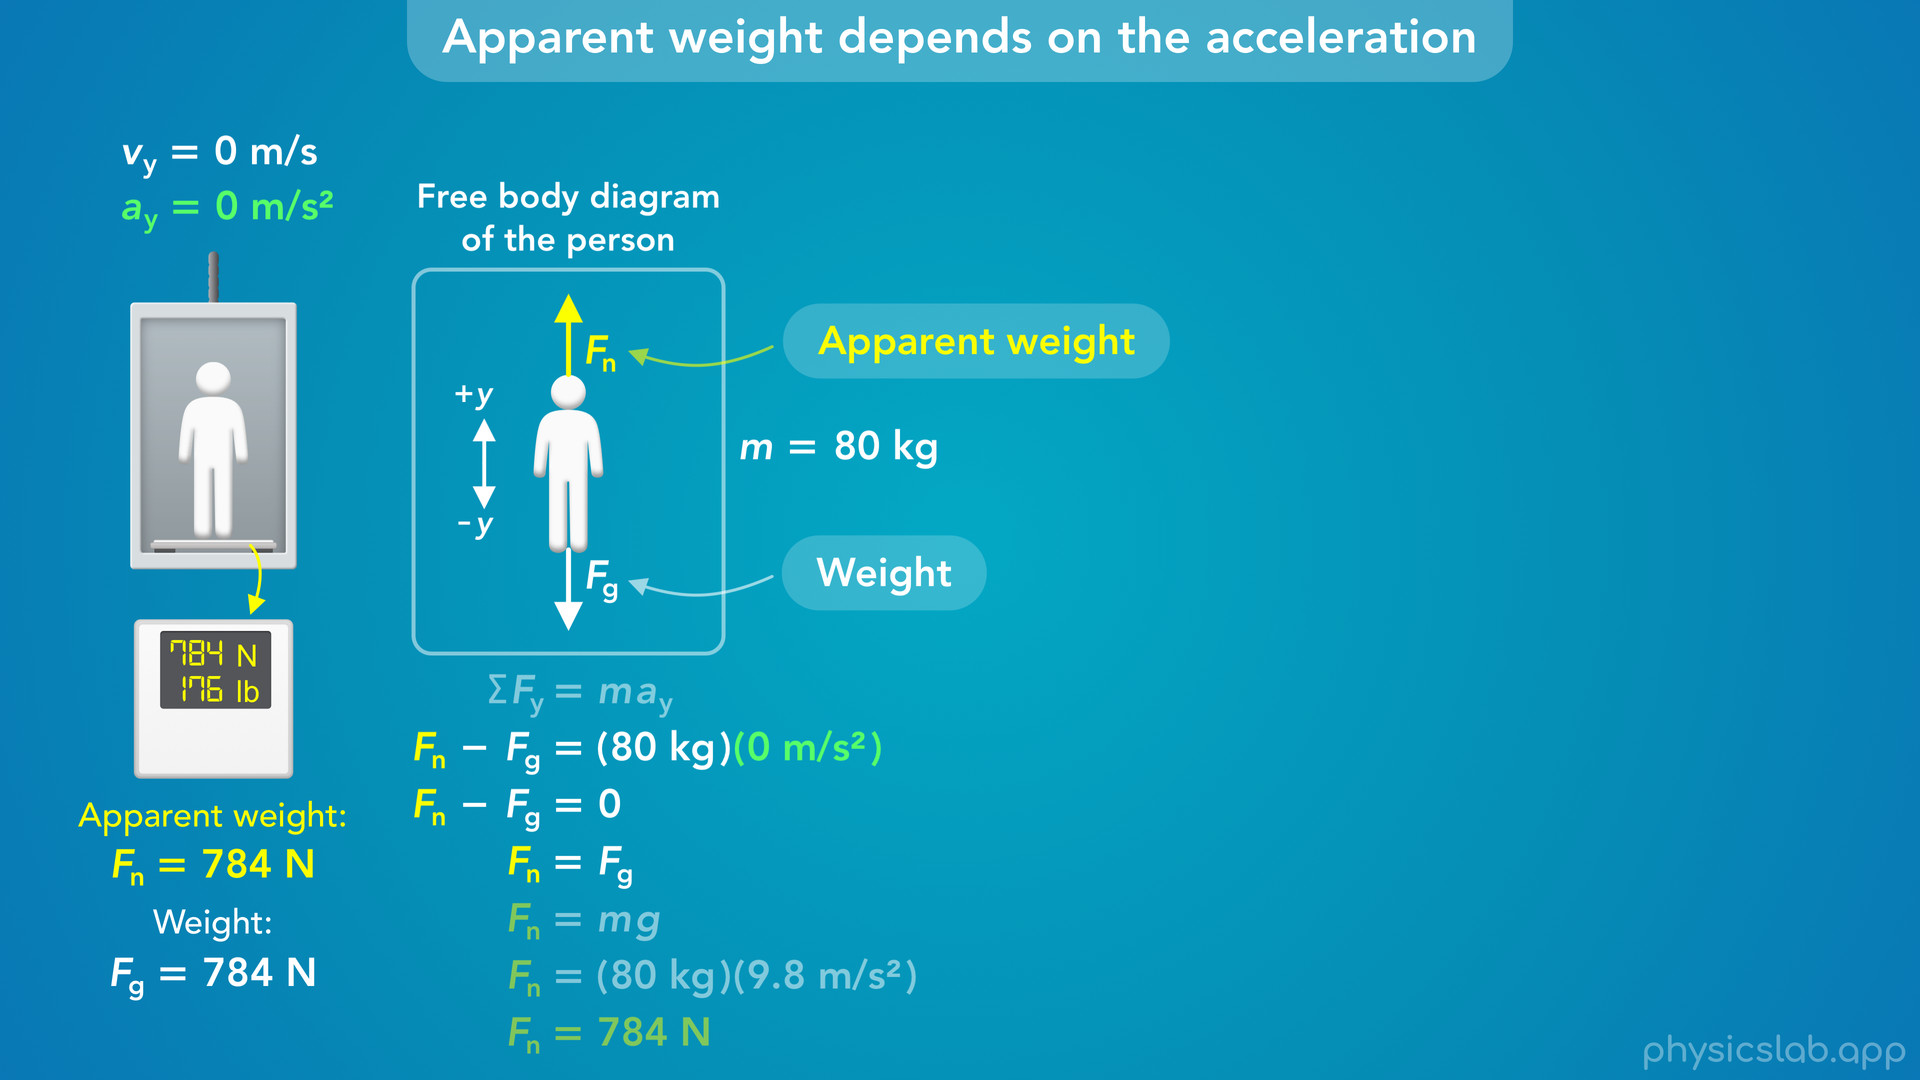 Apparent weight depends on the acceleration
vy = 0 m/s
ay = 0 m/s²
Free body diagram
of the person
Fn
Apparent weight
+y
m = 80 kg
−y
Fg
Weight
784 N
176 lb
Apparent weight:
Fn = 784 N
Weight:
Fg = 784 N
ΣFy = may
Fn − Fg = (80 kg)(0 m/s²)
Fn − Fg = 0
Fn = Fg
Fn = mg
Fn = (80 kg)(9.8 m/s²)
Fn = 784 N
physicslab.app